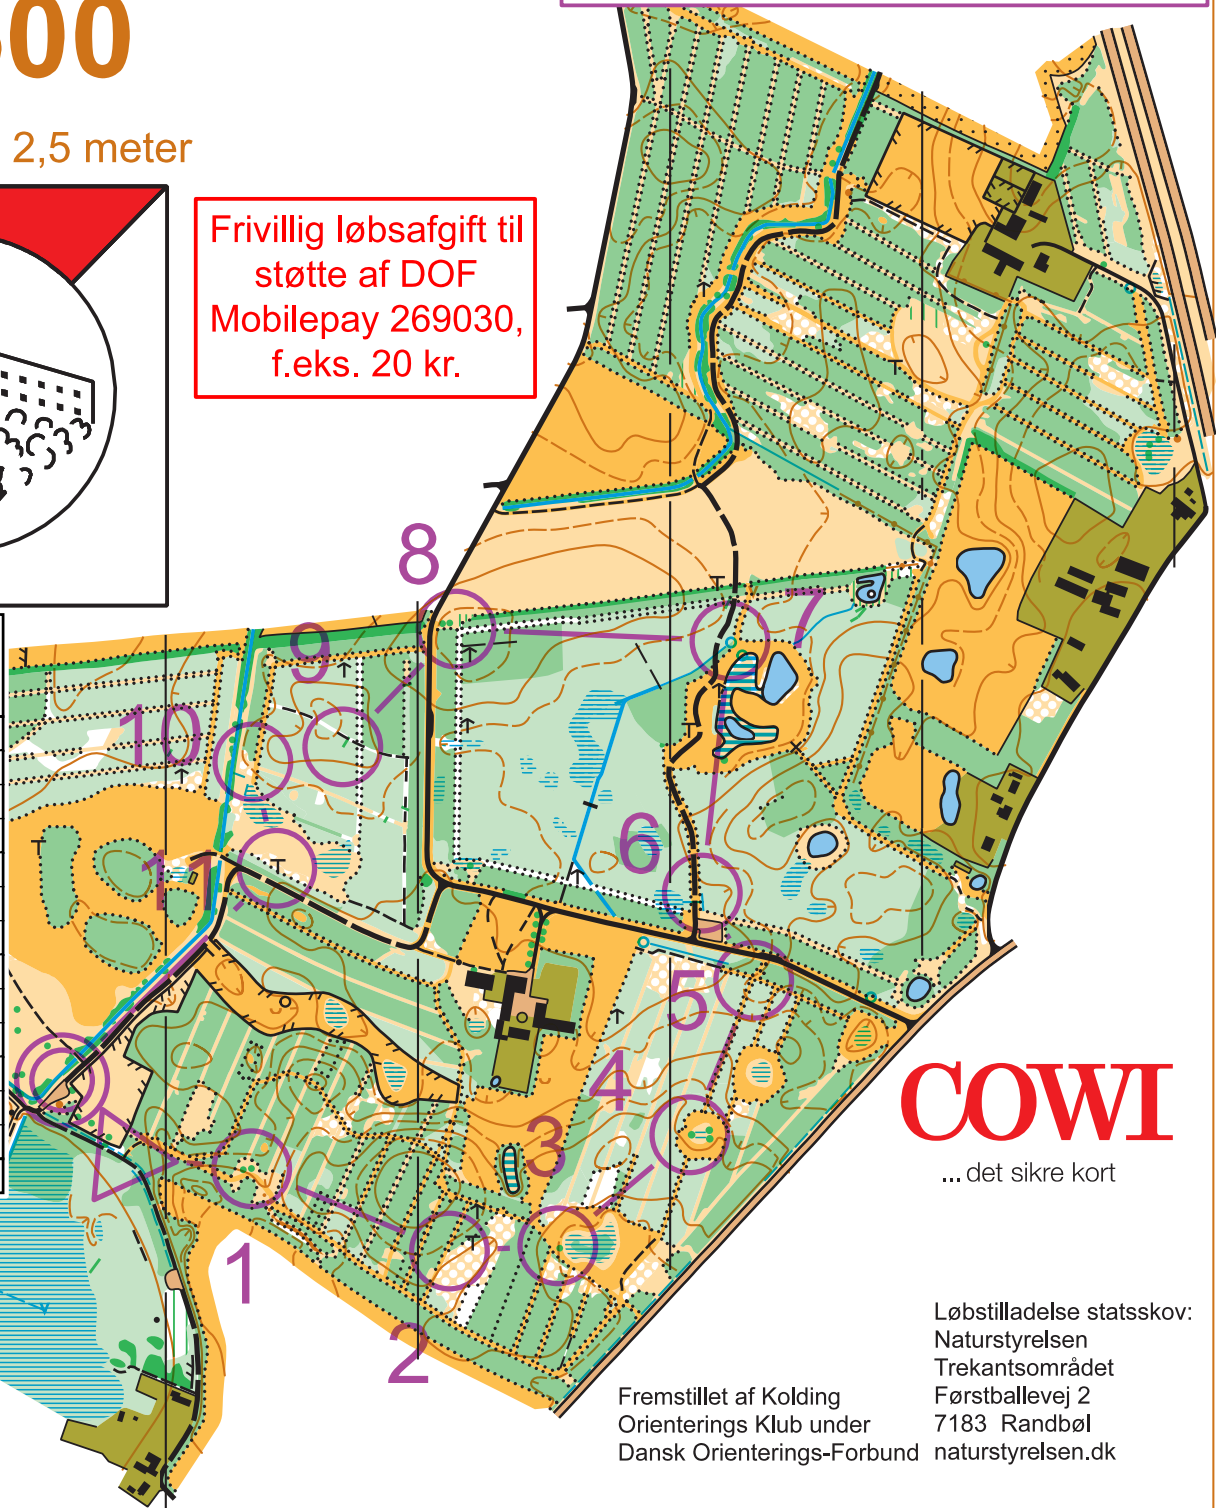 2,5 meter
Frivillig løbsafgift til
støtte af DOF
Mobilepay 269030,
f.eks. 20 kr.
8
7
9
10
6
11
5
4
3
1
2
COWI
... det sikre kort
Løbstilladelse statsskov:
Naturstyrelsen
Trekantsområdet
Førstballevej 2
7183 Randbøl
naturstyrelsen.dk
Fremstillet af Kolding
Orienterings Klub under
Dansk Orienterings-Forbund